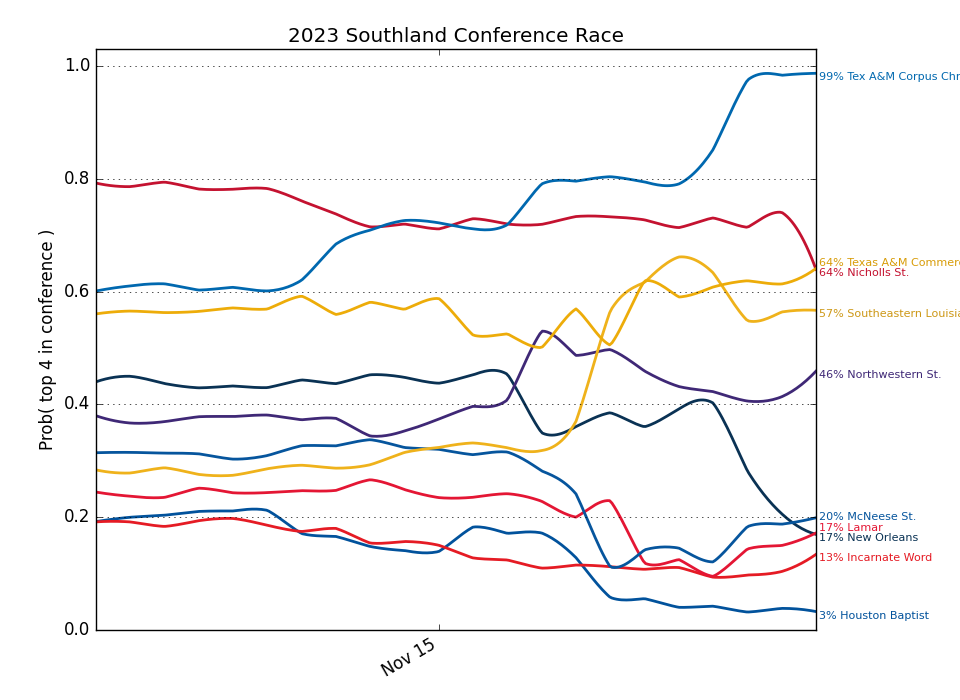 2023 Southland Conference Race
Prob( top 4 in conference )
1.0
0.8
0.6
0.4
0.2
0.0
Nov 15
99% Tex A&M Corpus Chr
64% Texas A&M Commerc
64% Nicholls St.
57% Southeastern Louisia
46% Northwestern St.
20% McNeese St.
17% Lamar
17% New Orleans
13% Incarnate Word
3% Houston Baptist